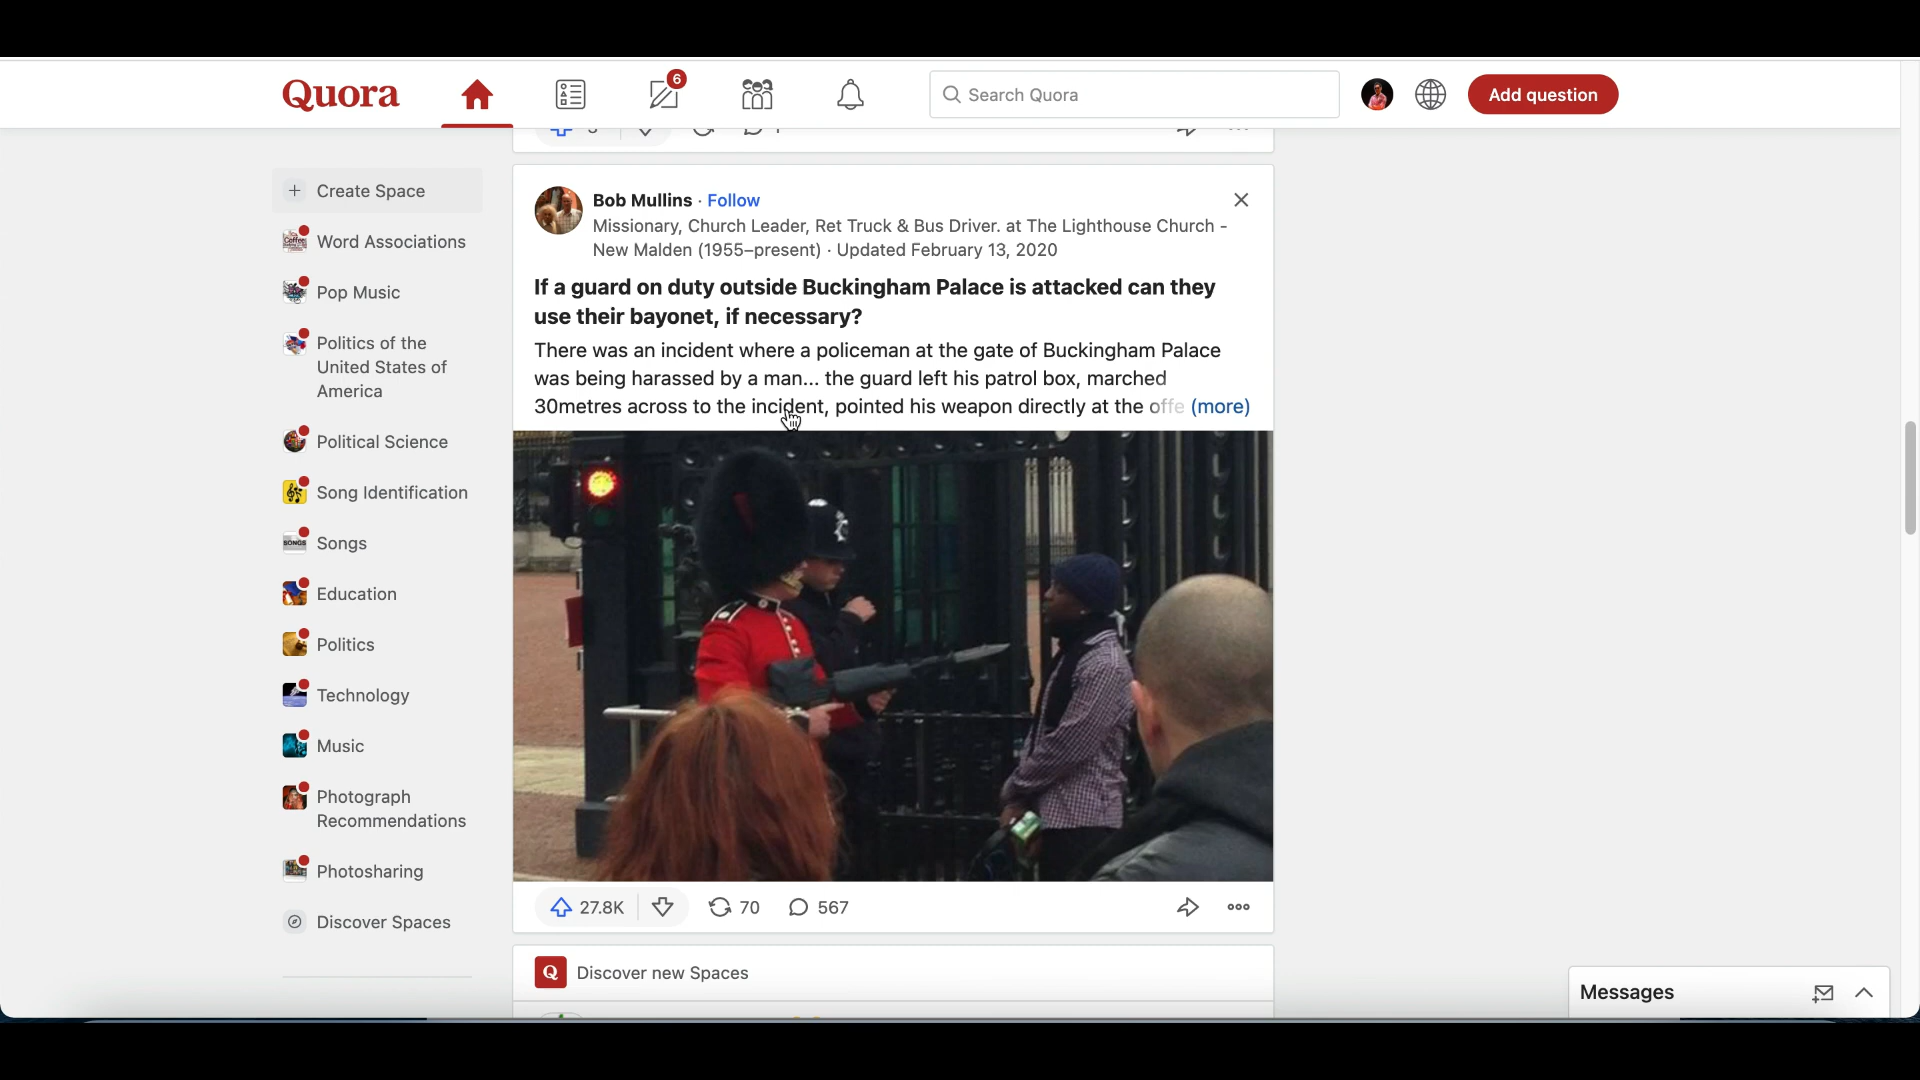 Quora
6
Search Quora
Add question
Create Space
Word Associations
Pop Music
Politics of the
United States of
America
Political Science
Song Identification
SONGS
Songs
Education
Politics
Technology
Music
Photograph
Recommendations
Photosharing
Discover Spaces
Bob Mullins · Follow
Missionary, Church Leader, Ret Truck & Bus Driver. at The Lighthouse Church -
New Malden (1955–present) · Updated February 13, 2020
If a guard on duty outside Buckingham Palace is attacked can they
use their bayonet, if necessary?
There was an incident where a policeman at the gate of Buckingham Palace
was being harassed by a man... the guard left his patrol box, marched
30metres across to the incident, pointed his weapon directly at the offe (more)
27.8K
70
567
Q Discover new Spaces
Messages